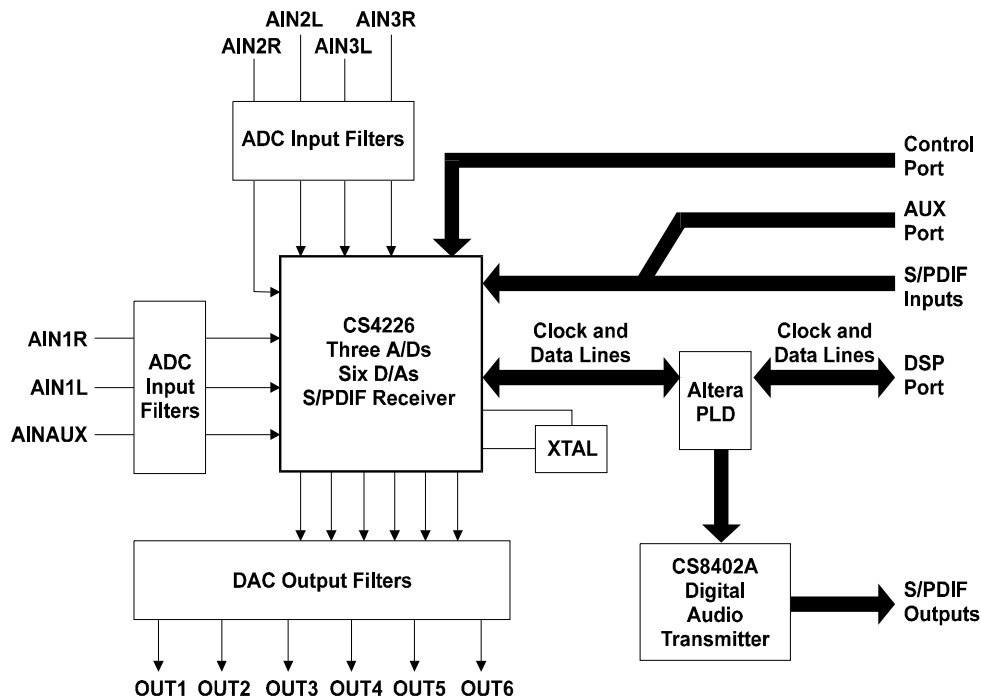 AIN2L
AIN3R
AIN2R
AIN3L
ADC Input Filters
Control
Port
AUX
Port
S/PDIF
Inputs
CS4226
Three A/Ds
Six D/As
S/PDIF Receiver
AIN1R
AIN1L
AINAUX
ADC
Input
Filters
Clock and
Data Lines
Clock and
Data Lines
Altera
PLD
DSP
Port
XTAL
DAC Output Filters
CS8402A
Digital
Audio
Transmitter
S/PDIF
Outputs
OUT1
OUT2
OUT3
OUT4
OUT5
OUT6